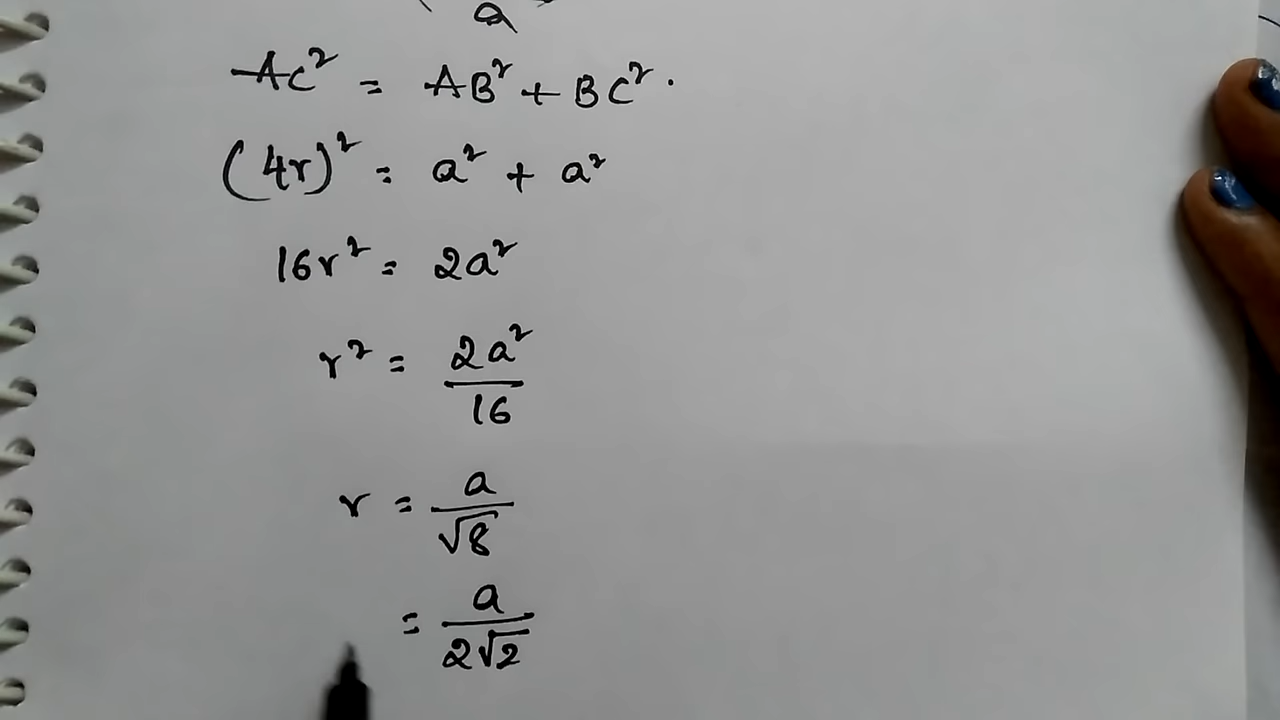 a
AC² = AB² + BC².
(4r)² = a² + a²
16r² = 2a²
r² = 2a²/16
r = a/√8
= a/2√2